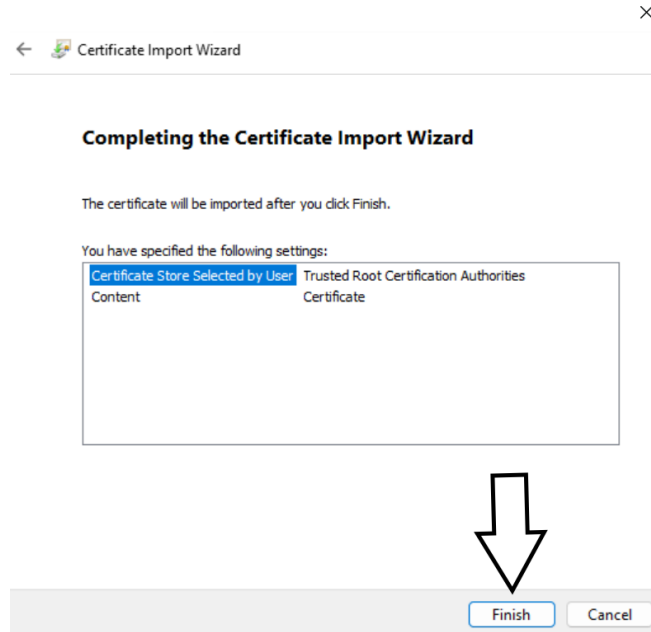 Certificate Import Wizard
Completing the Certificate Import Wizard
The certificate will be imported after you click Finish.
You have specified the following settings:
Certificate Store Selected by User Trusted Root Certification Authorities
Content Certificate
Finish Cancel